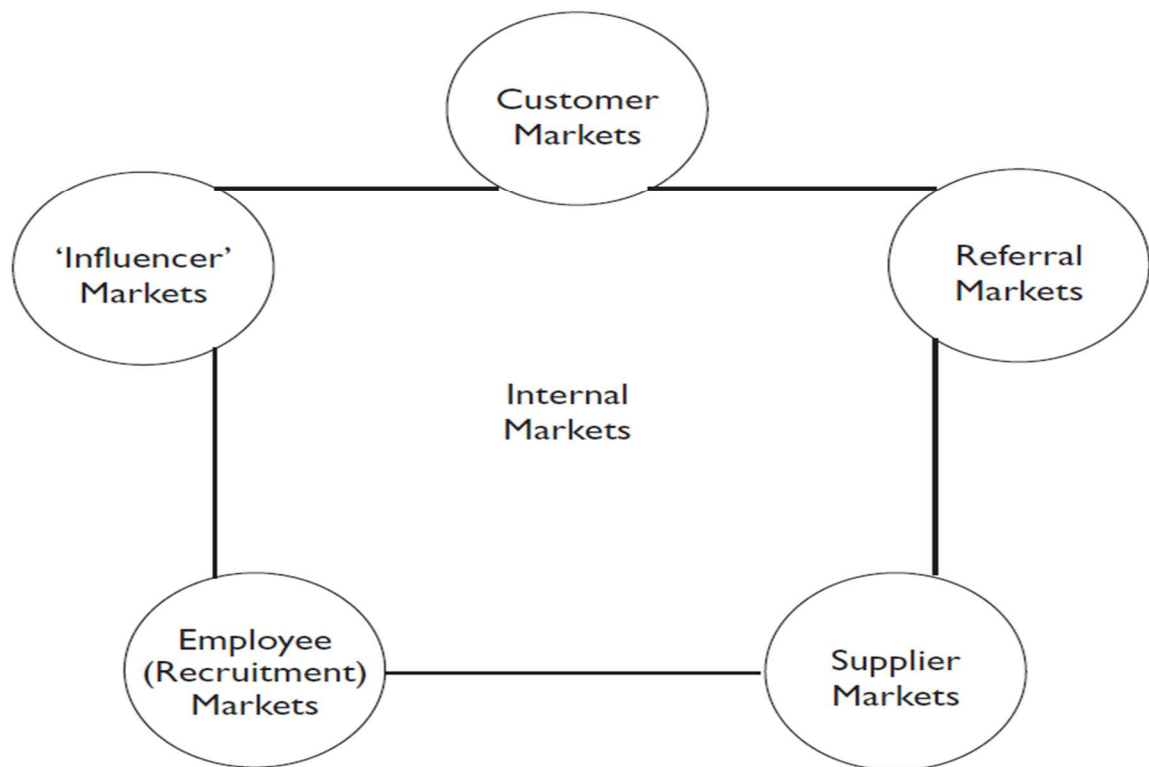 Customer
Markets
‘Influencer’
Markets
Referral
Markets
Internal
Markets
Employee
(Recruitment)
Markets
Supplier
Markets